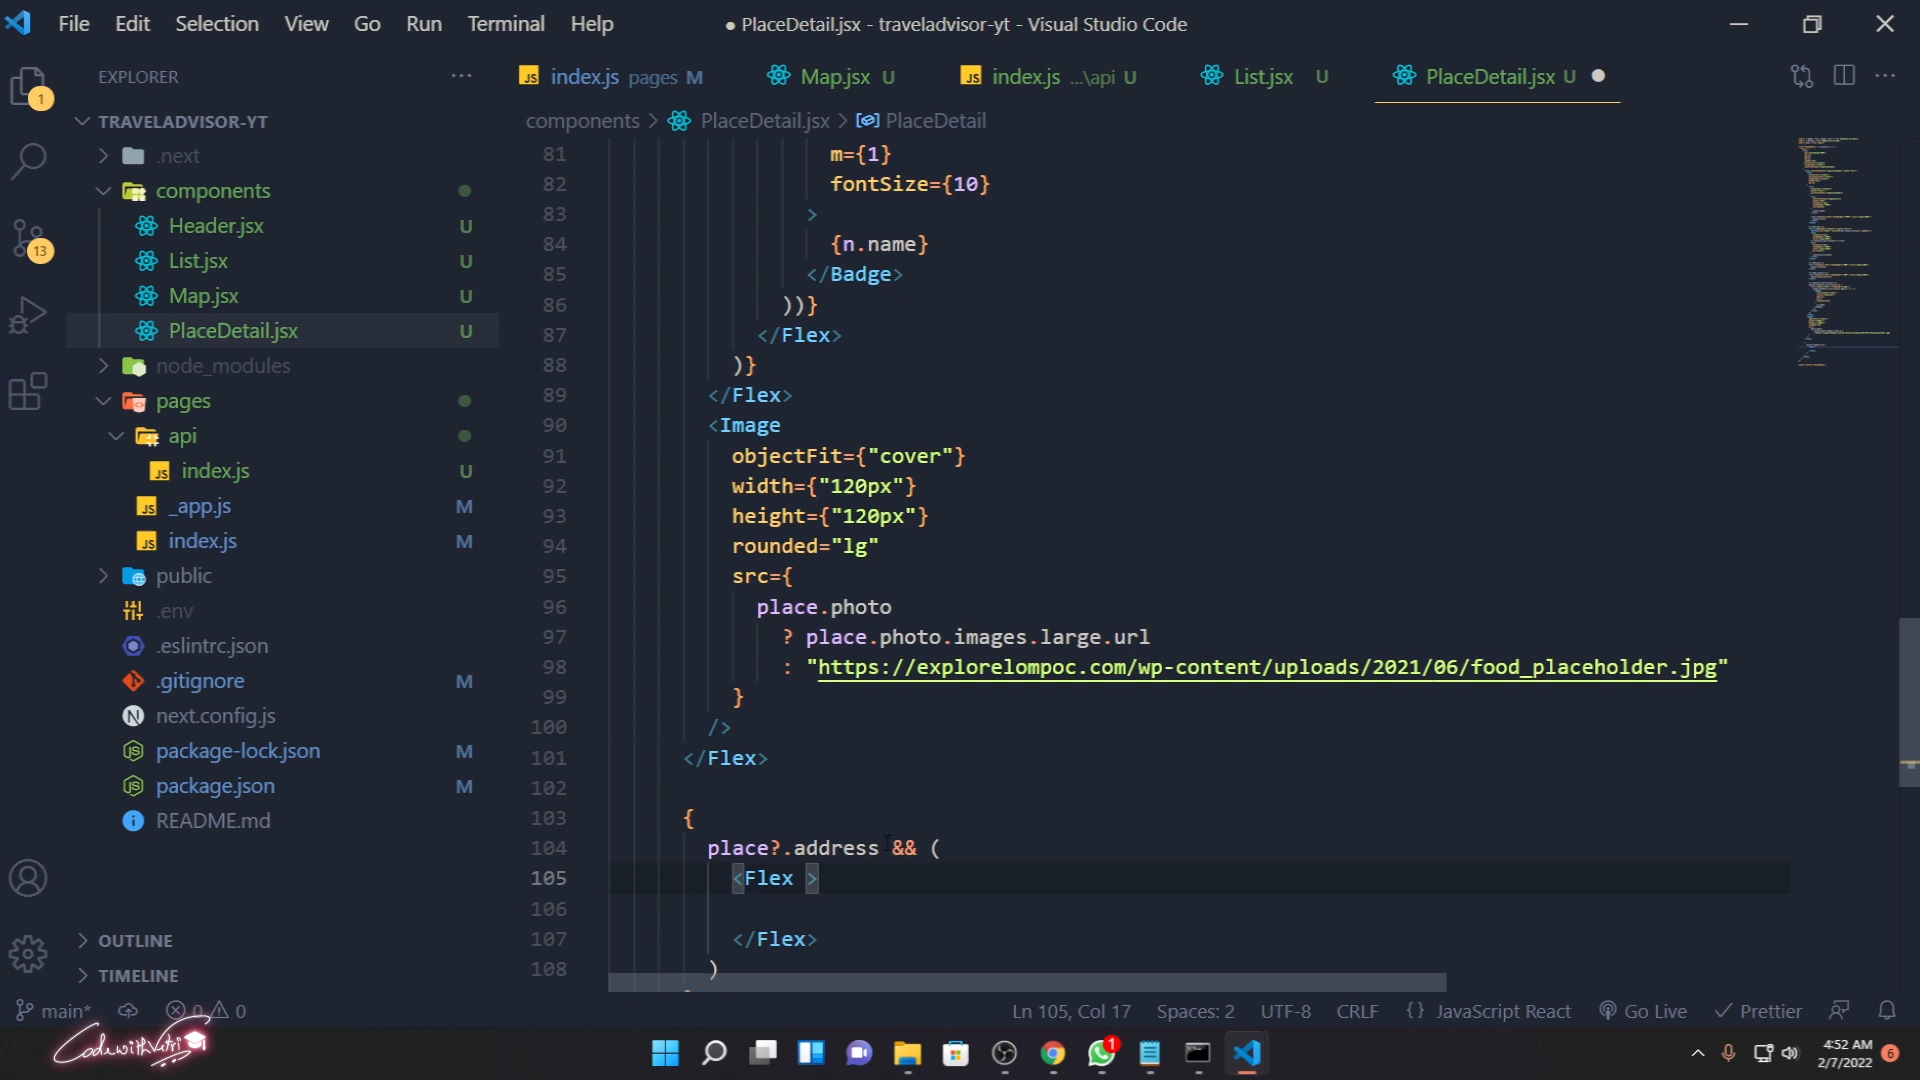 File Edit Selection View Go Run Terminal Help
● PlaceDetail.jsx - traveladvisor-yt - Visual Studio Code
EXPLORER ...
TRAVELADVISOR-YT
.next
components
Header.jsx U
List.jsx U
Map.jsx U
PlaceDetail.jsx U
node_modules
pages
api
index.js U
_app.js M
index.js M
public
.env
.eslintrc.json
.gitignore M
next.config.js
package-lock.json M
package.json M
README.md
OUTLINE
TIMELINE
1
13
index.js pages M
Map.jsx U
index.js ...\api U
List.jsx U
PlaceDetail.jsx U ●
components > PlaceDetail.jsx > PlaceDetail
81 m={1}
82 fontSize={10}
83 >
84 {n.name}
85 </Badge>
86 ))}
87 </Flex>
88 )}
89 </Flex>
90 <Image
91 objectFit={"cover"}
92 width={"120px"}
93 height={"120px"}
94 rounded="lg"
95 src={
96 place.photo
97 ? place.photo.images.large.url
98 : "https://explorelompoc.com/wp-content/uploads/2021/06/food_placeholder.jpg"
99 }
100 />
101 </Flex>
102
103 {
104 place?.address && (
105 <Flex >
106
107 </Flex>
108 )
main* 0 0
Ln 105, Col 17 Spaces: 2 UTF-8 CRLF {} JavaScript React Go Live Prettier
1
4:52 AM
2/7/2022
6